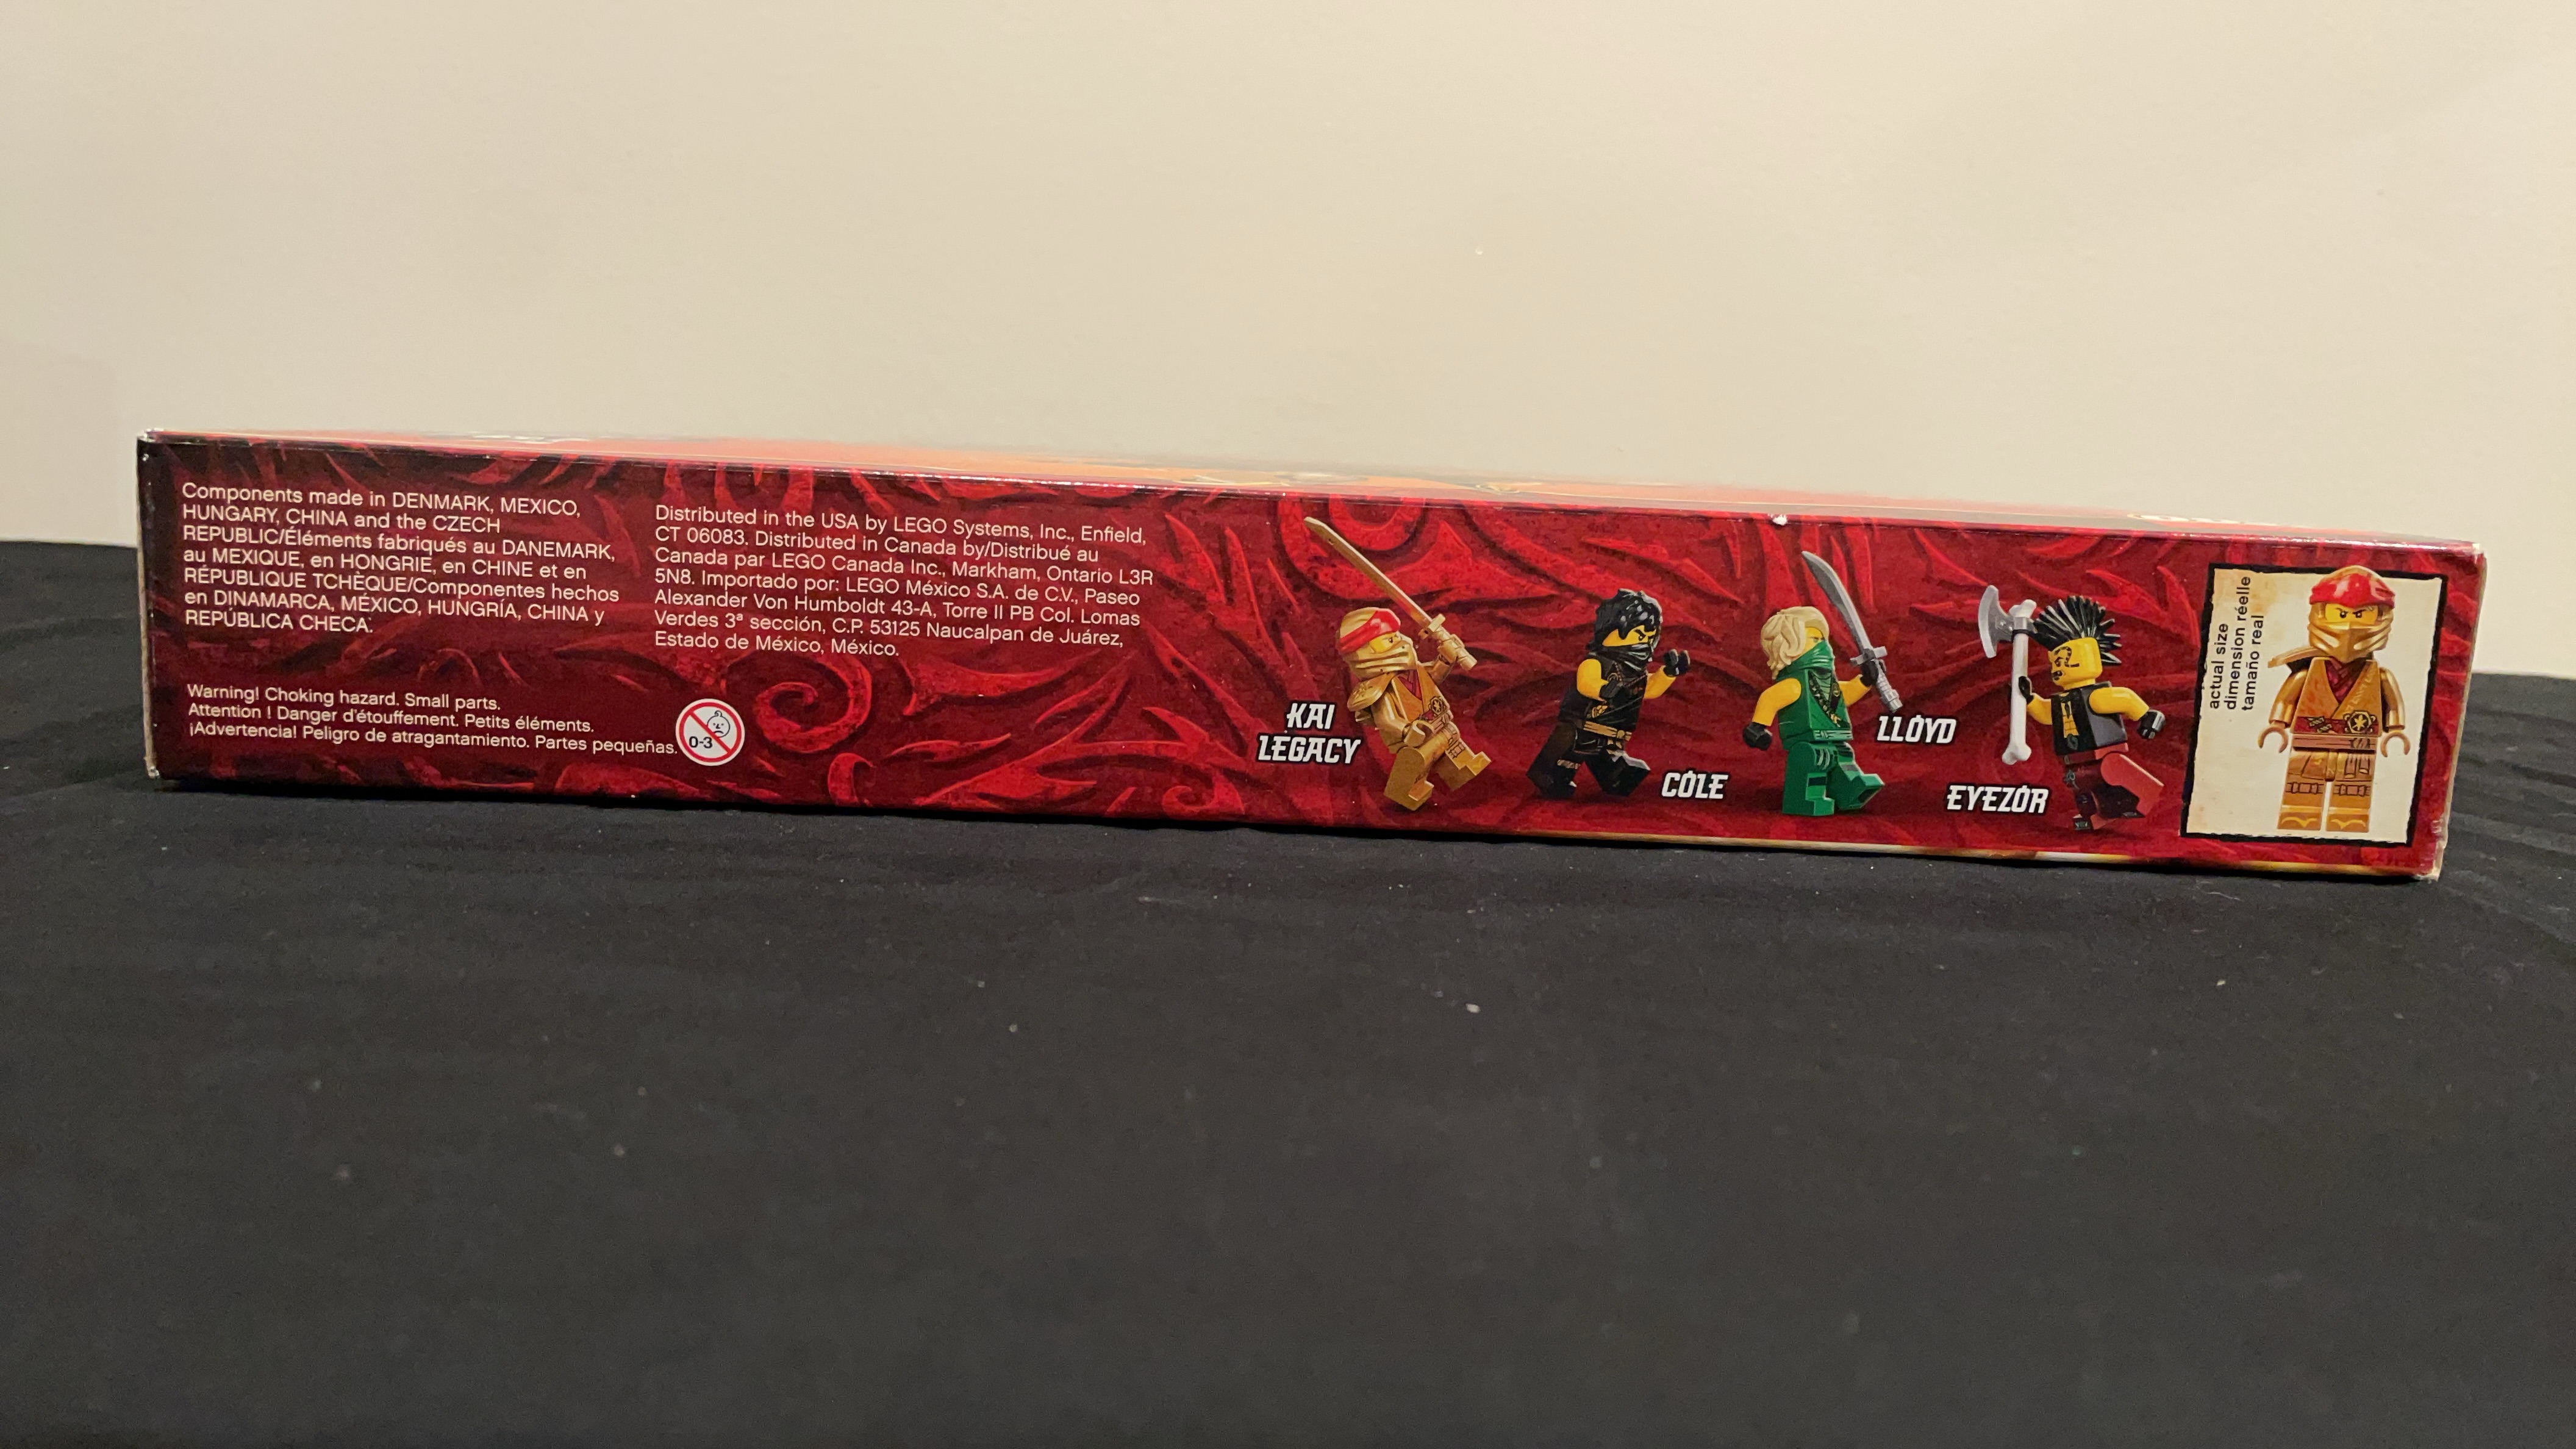 Components made in DENMARK, MEXICO,
HUNGARY, CHINA and the CZECH
REPUBLIC/Éléments fabriqués au DANEMARK,
au MEXIQUE, en HONGRIE, en CHINE et en
RÉPUBLIQUE TCHÈQUE/Componentes hechos
en DINAMARCA, MÉXICO, HUNGRÍA, CHINA y
REPÚBLICA CHECA.
Warning! Choking hazard. Small parts.
Attention ! Danger d'étouffement. Petits éléments.
¡Advertencia! Peligro de atragantamiento. Partes pequeñas.
0-3
Distributed in the USA by LEGO Systems, Inc., Enfield,
CT 06083. Distributed in Canada by/Distribué au
Canada par LEGO Canada Inc., Markham, Ontario L3R
5N8. Importado por: LEGO México S.A. de C.V., Paseo
Alexander Von Humboldt 43-A, Torre II PB Col. Lomas
Verdes 3ª sección, C.P. 53125 Naucalpan de Juárez,
Estado de México, México.
KAI
LEGACY
COLE
LLOYD
EYEZOR
actual size
dimension réelle
tamaño real